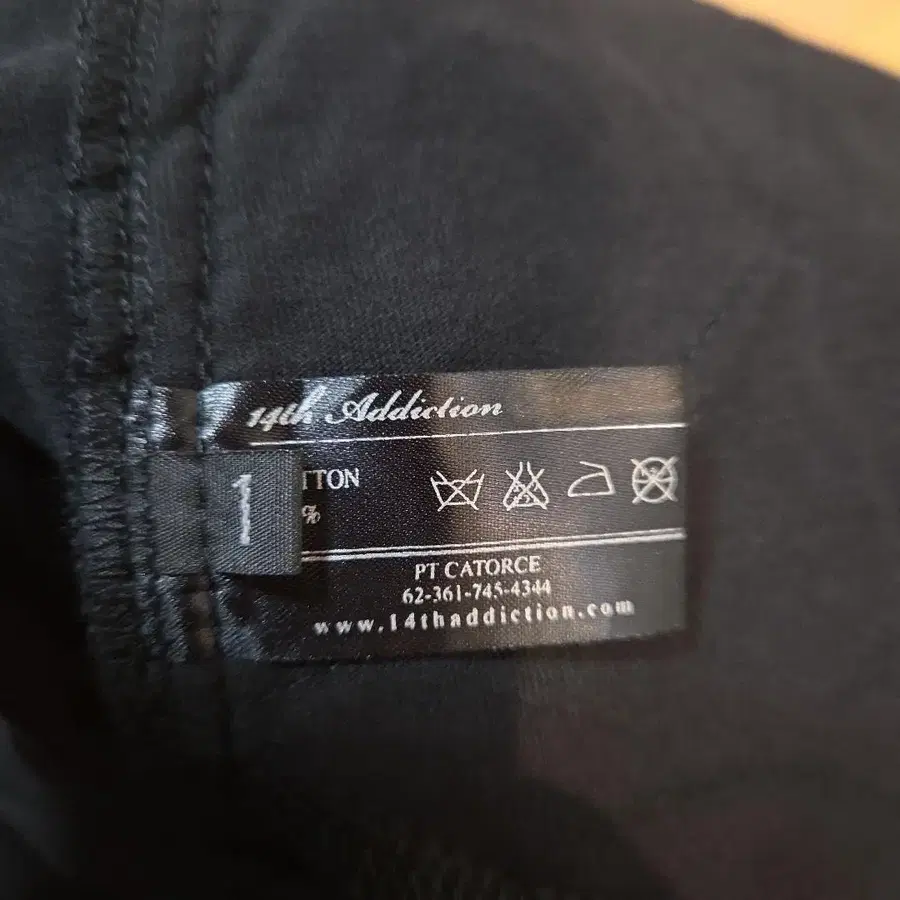 14th Addiction
TTON
1
%
PT CATORCE
62-361-745-4344
www.14thaddiction.com